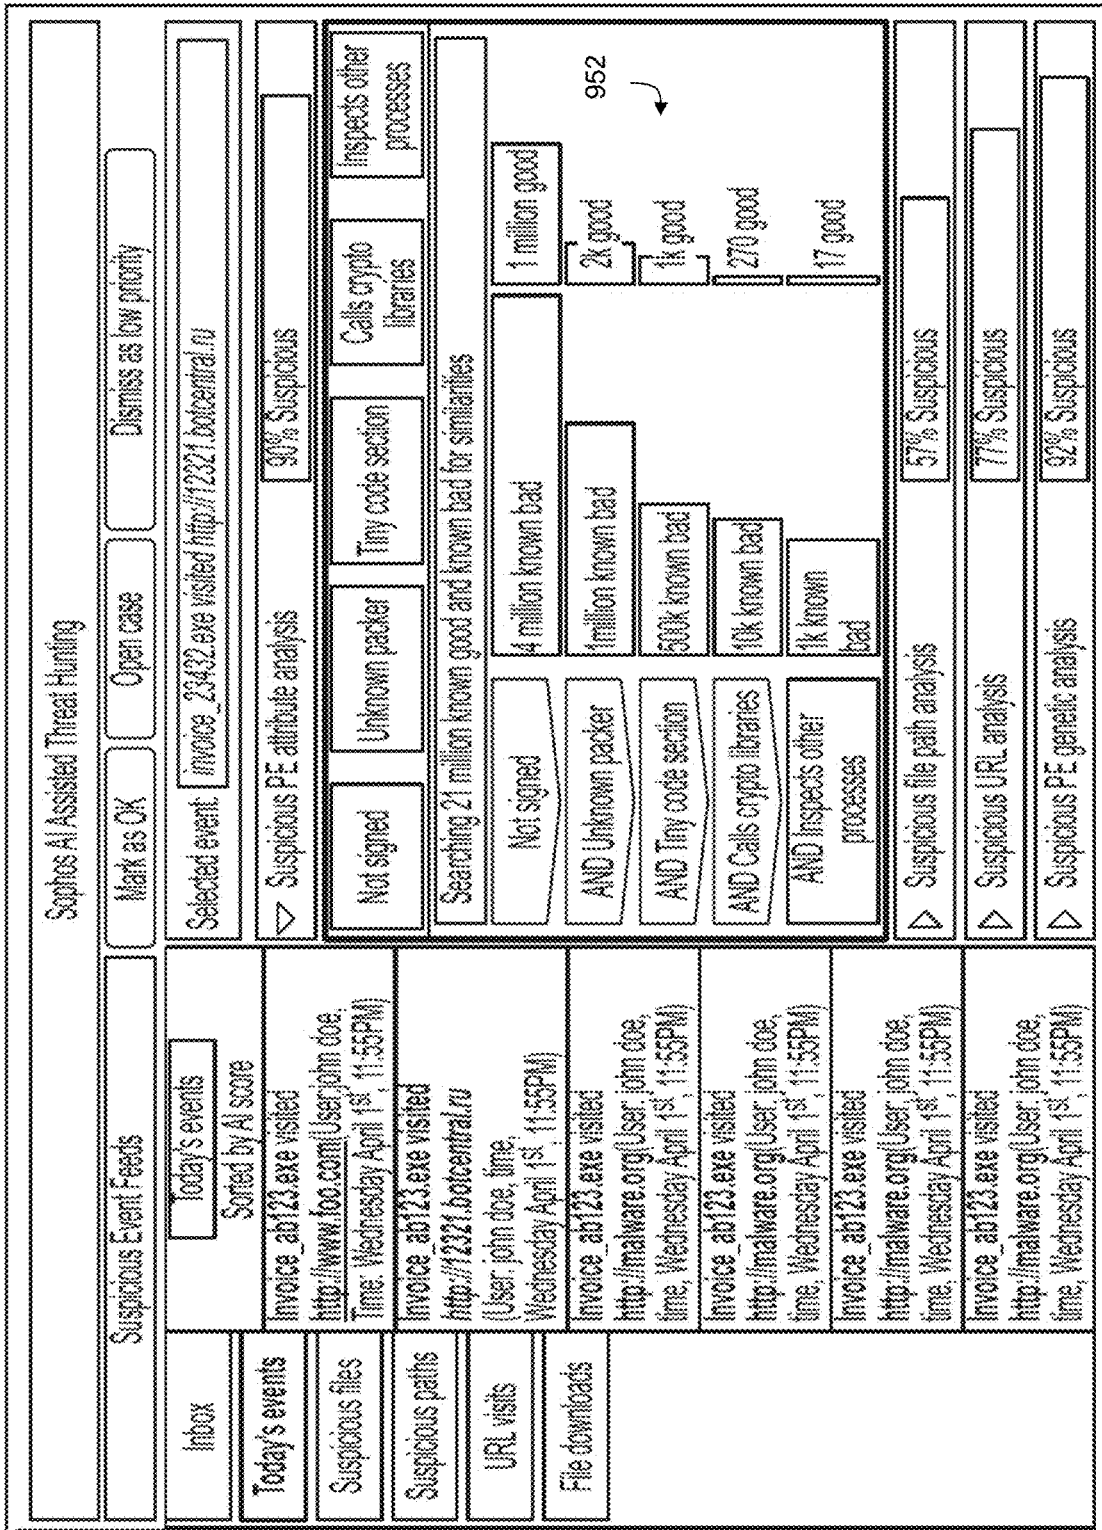 Sophos AI Assisted Threat Hunting
Suspicious Event Feeds
Mark as OK
Open case
Dismiss as low priority
Inbox
Today's events
Suspicious files
Suspicious paths
URL visits
File downloads
Today's events
Sorted by AI sore
Invoice_ab123.exe visited
http://www.foo.com(User, john doe,
Time: Wednesday April 1st, 11:55PM)
Invoice_ab123.exe visited
http://12321.botcentral.ru
(User: john doe, time,
Wednesday April 1st, 11:55PM)
Invoice_ab123.exe visited
http://malware.org(User, john doe,
time, Wednesday April 1st, 11:55PM)
Invoice_ab123.exe visited
http://malware.org(User, john doe,
time, Wednesday April 1st, 11:55PM)
Invoice_ab123.exe visited
http://malware.org(User, john doe,
time, Wednesday April 1st, 11:55PM)
Invoice_ab123.exe visited
http://malware.org(User, john doe,
time, Wednesday April 1st, 11:55PM)
Selected event:
invoice_23432.exe visited http://12321.botcentral.ru
Suspicious PE attribute analysis
90% Suspicious
Not signed
Unknown packer
Tiny code section
Calls crypto
libraries
Inspects other
processes
Searching 21 million known good and known bad for similarities
Not signed
4 million known bad
1 million good
AND Unknown packer
1million known bad
2k good
AND Tiny code section
500k known bad
1k good
AND Calls crypto libraries
10k known bad
270 good
AND Inspects other
processes
1k known
bad
17 good
952
Suspicious file path analysis
57% Suspicious
Suspicious URL analysis
77% Suspicious
Suspicious PE genetic analysis
92% Suspicious